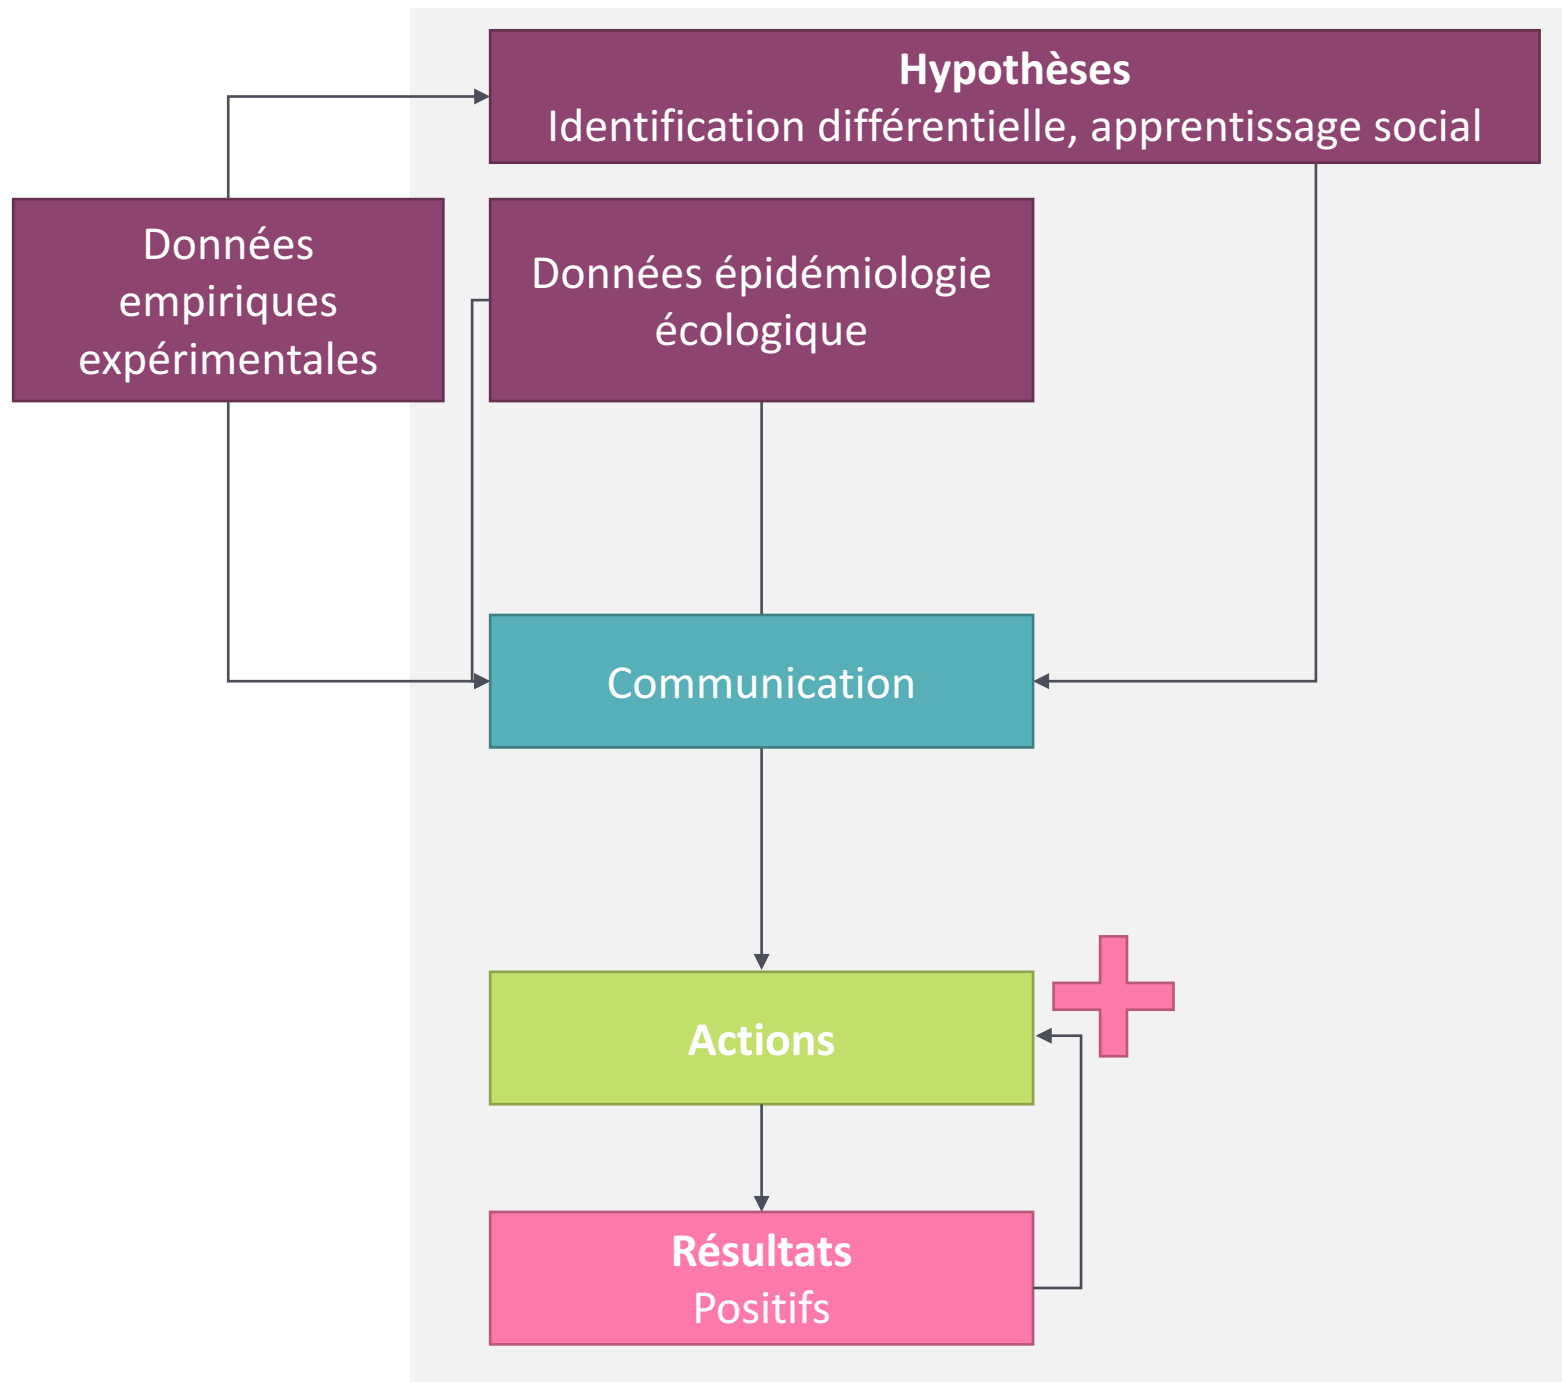 Hypothèses
Identification différentielle, apprentissage social
Données
empiriques
expérimentales
Données épidémiologie
écologique
Communication
Actions
Résultats
Positifs